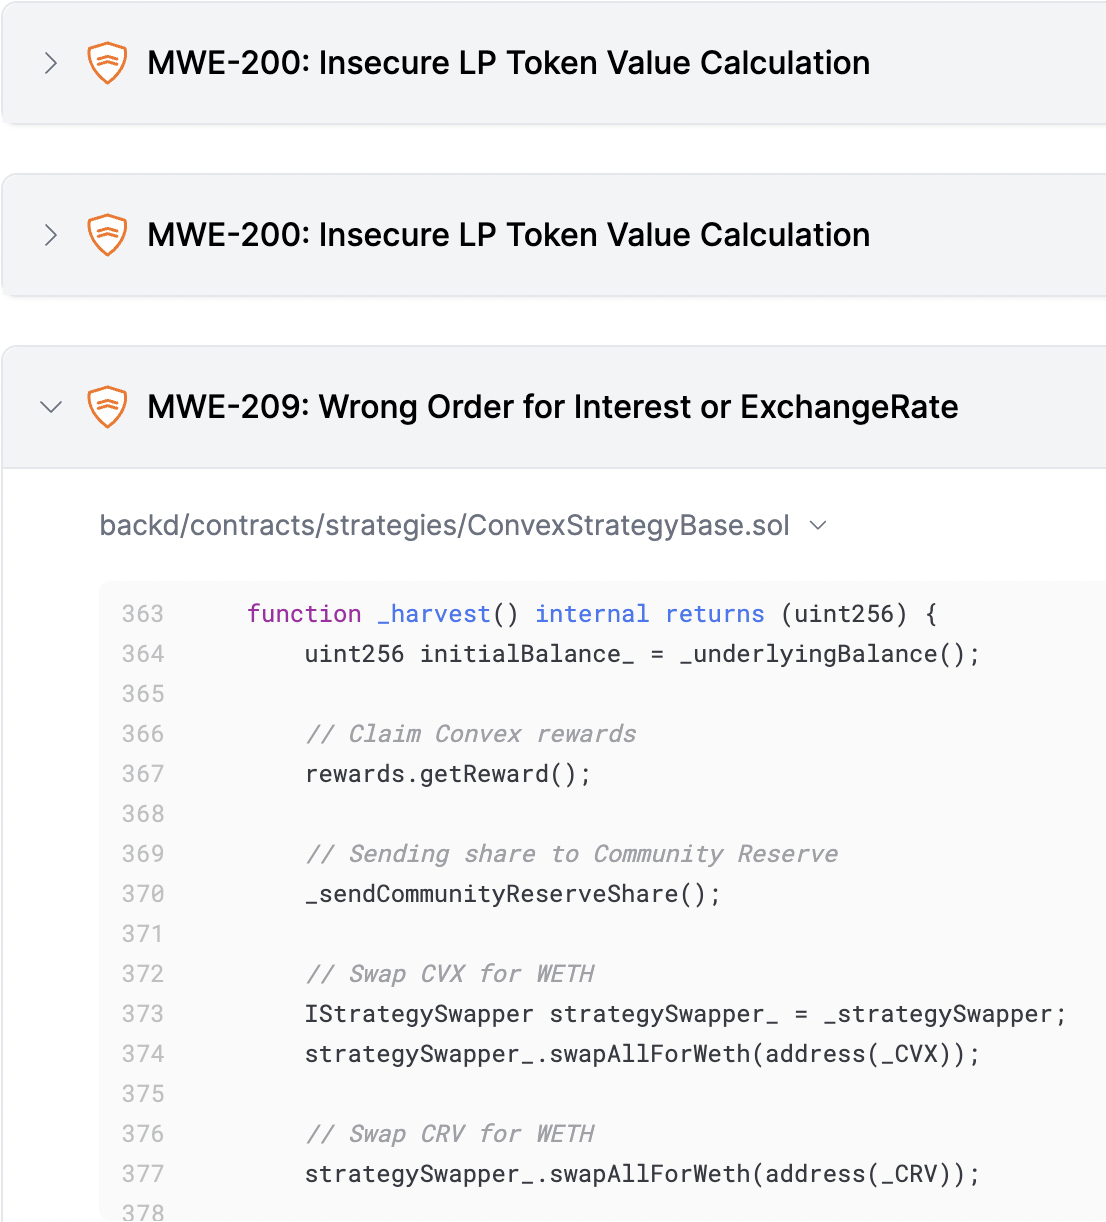 MWE-200: Insecure LP Token Value Calculation
MWE-200: Insecure LP Token Value Calculation
MWE-209: Wrong Order for Interest or ExchangeRate
backd/contracts/strategies/ConvexStrategyBase.sol
363 function _harvest() internal returns (uint256) {
364 uint256 initialBalance_ = _underlyingBalance();
365
366 // Claim Convex rewards
367 rewards.getReward();
368
369 // Sending share to Community Reserve
370 _sendCommunityReserveShare();
371
372 // Swap CVX for WETH
373 IStrategySwapper strategySwapper_ = _strategySwapper;
374 strategySwapper_.swapAllForWeth(address(_CVX));
375
376 // Swap CRV for WETH
377 strategySwapper_.swapAllForWeth(address(_CRV));
378